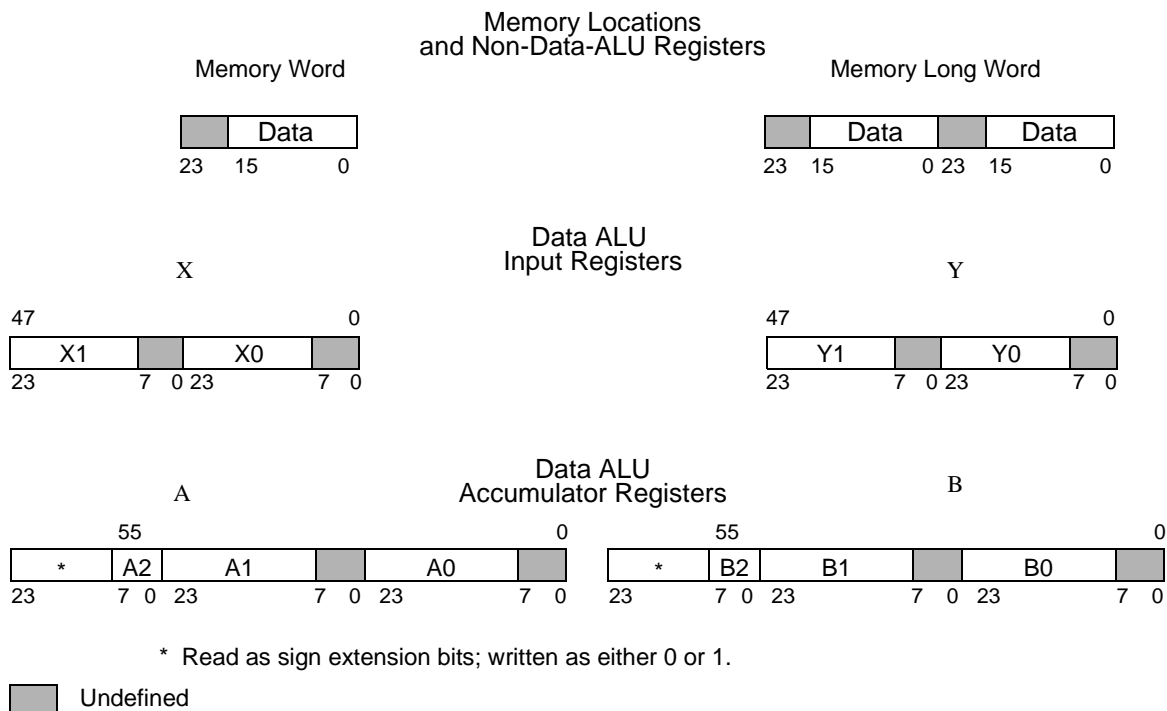 Memory Locations
and Non-Data-ALU Registers
Memory Word Memory Long Word
Data Data Data
23 15 0 23 15 0 23 15 0
Data ALU
Input Registers
X Y
47 0 47 0
X1 X0 Y1 Y0
23 7 0 23 7 0 23 7 0 23 7 0
Data ALU
Accumulator Registers
A B
55 0 55 0
* A2 A1 A0 * B2 B1 B0
23 7 0 23 7 0 23 7 0 23 7 0 23 7 0 23 7 0
* Read as sign extension bits; written as either 0 or 1.
Undefined